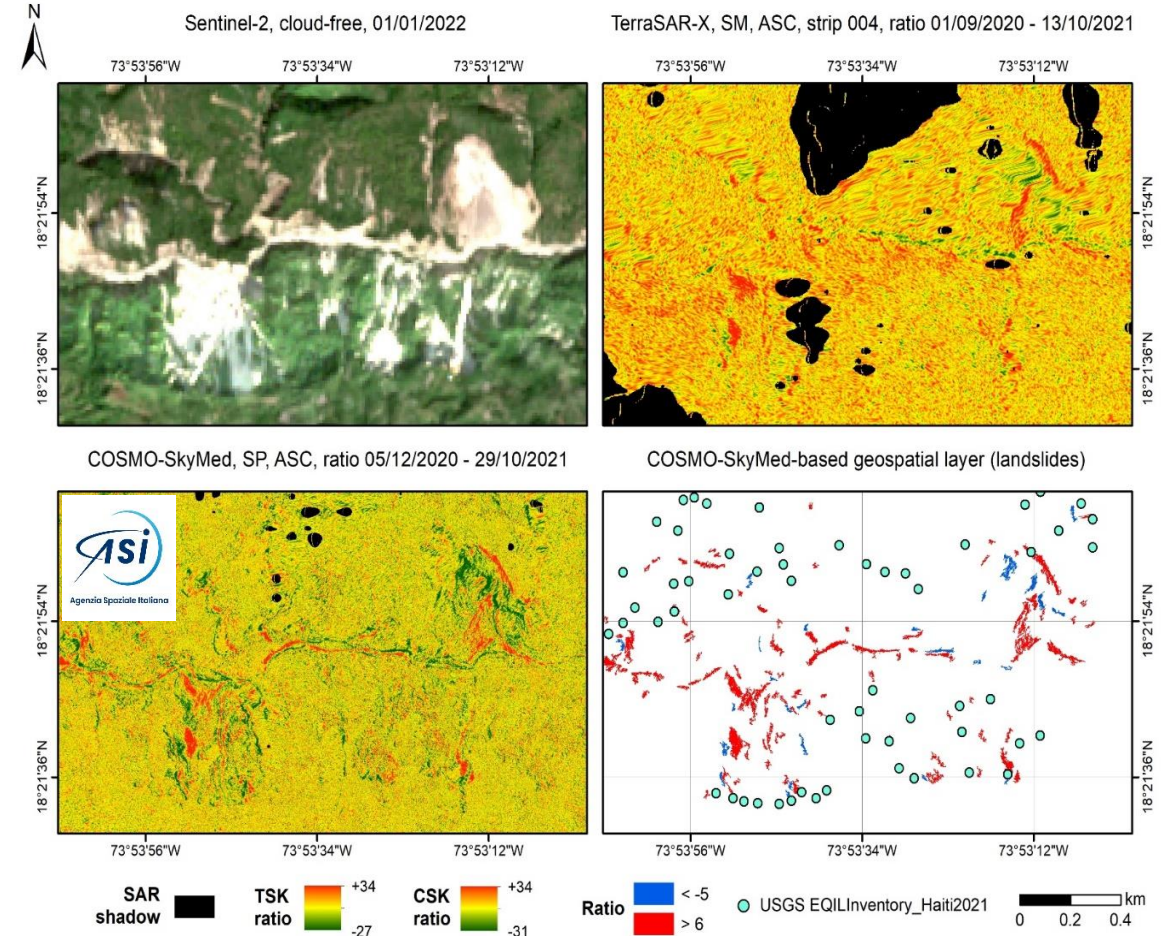 N
Sentinel-2, cloud-free, 01/01/2022
TerraSAR-X, SM, ASC, strip 004, ratio 01/09/2020 - 13/10/2021
73°53'56"W 73°53'34"W 73°53'12"W
73°53'56"W 73°53'34"W 73°53'12"W
18°21'54"N
18°21'36"N
18°21'54"N
18°21'36"N
COSMO-SkyMed, SP, ASC, ratio 05/12/2020 - 29/10/2021
COSMO-SkyMed-based geospatial layer (landslides)
asi
Agenzia Spaziale Italiana
18°21'54"N
18°21'36"N
18°21'54"N
18°21'36"N
73°53'56"W 73°53'34"W 73°53'12"W
73°53'56"W 73°53'34"W 73°53'12"W
SAR shadow
TSK ratio
+34
-27
CSK ratio
+34
-31
Ratio
< -5
> 6
USGS EQILInventory_Haiti2021
km
0 0.2 0.4